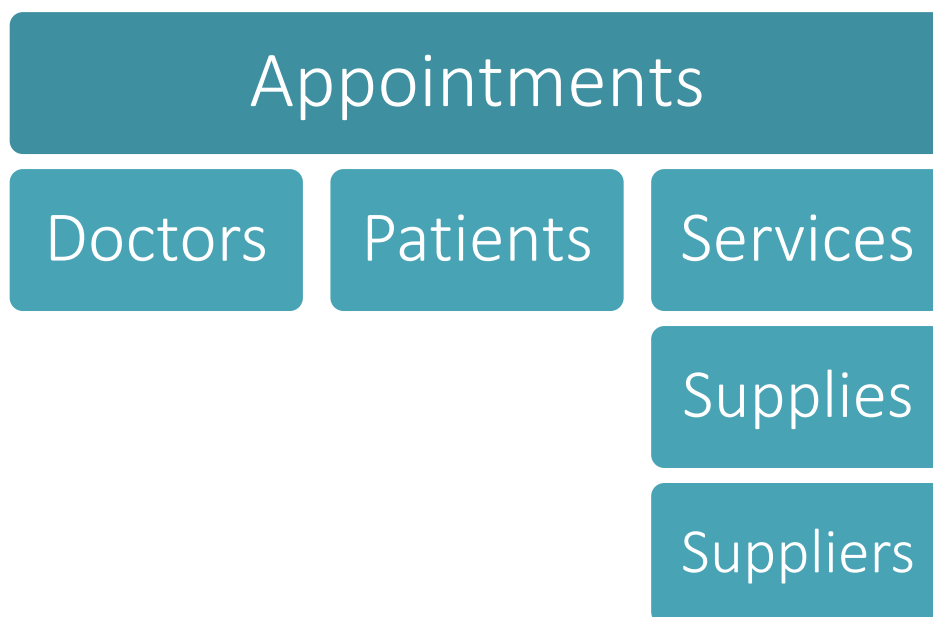 Appointments
Doctors Patients Services
Supplies
Suppliers